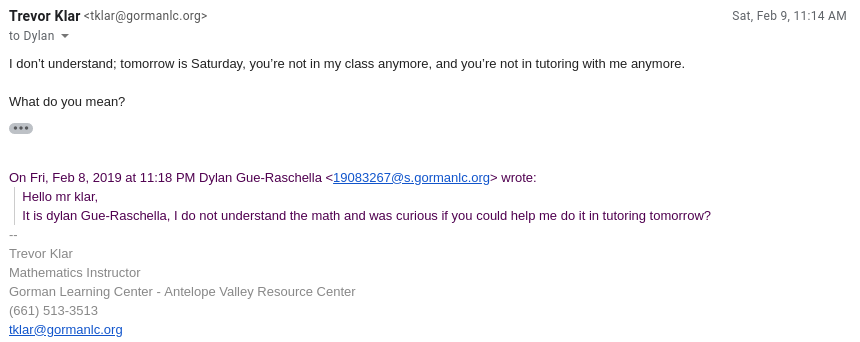 Trevor Klar <tklar@gormanlc.org> Sat, Feb 9, 11:14 AM
to Dylan
I don't understand; tomorrow is Saturday, you're not in my class anymore, and you're not in tutoring with me anymore.
What do you mean?
On Fri, Feb 8, 2019 at 11:18 PM Dylan Gue-Raschella <19083267@s.gormanlc.org> wrote:
Hello mr klar,
It is dylan Gue-Raschella, I do not understand the math and was curious if you could help me do it in tutoring tomorrow?
--
Trevor Klar
Mathematics Instructor
Gorman Learning Center - Antelope Valley Resource Center
(661) 513-3513
tklar@gormanlc.org